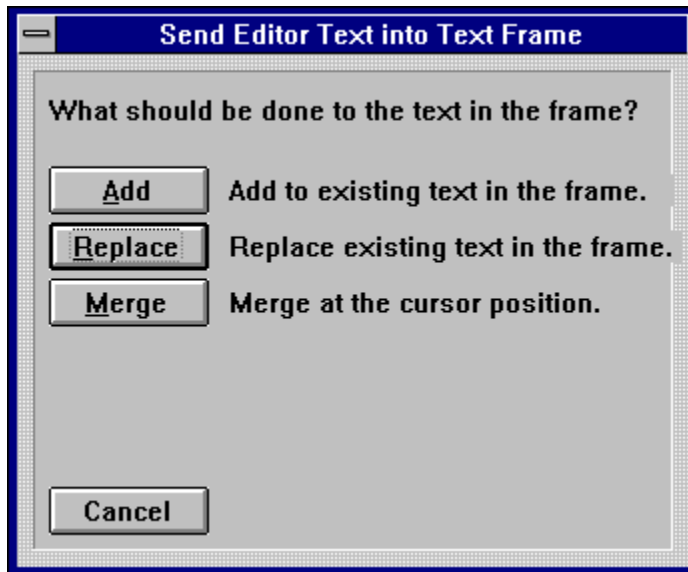 Send Editor Text into Text Frame
What should be done to the text in the frame?
Add Add to existing text in the frame.
Replace Replace existing text in the frame.
Merge Merge at the cursor position.
Cancel